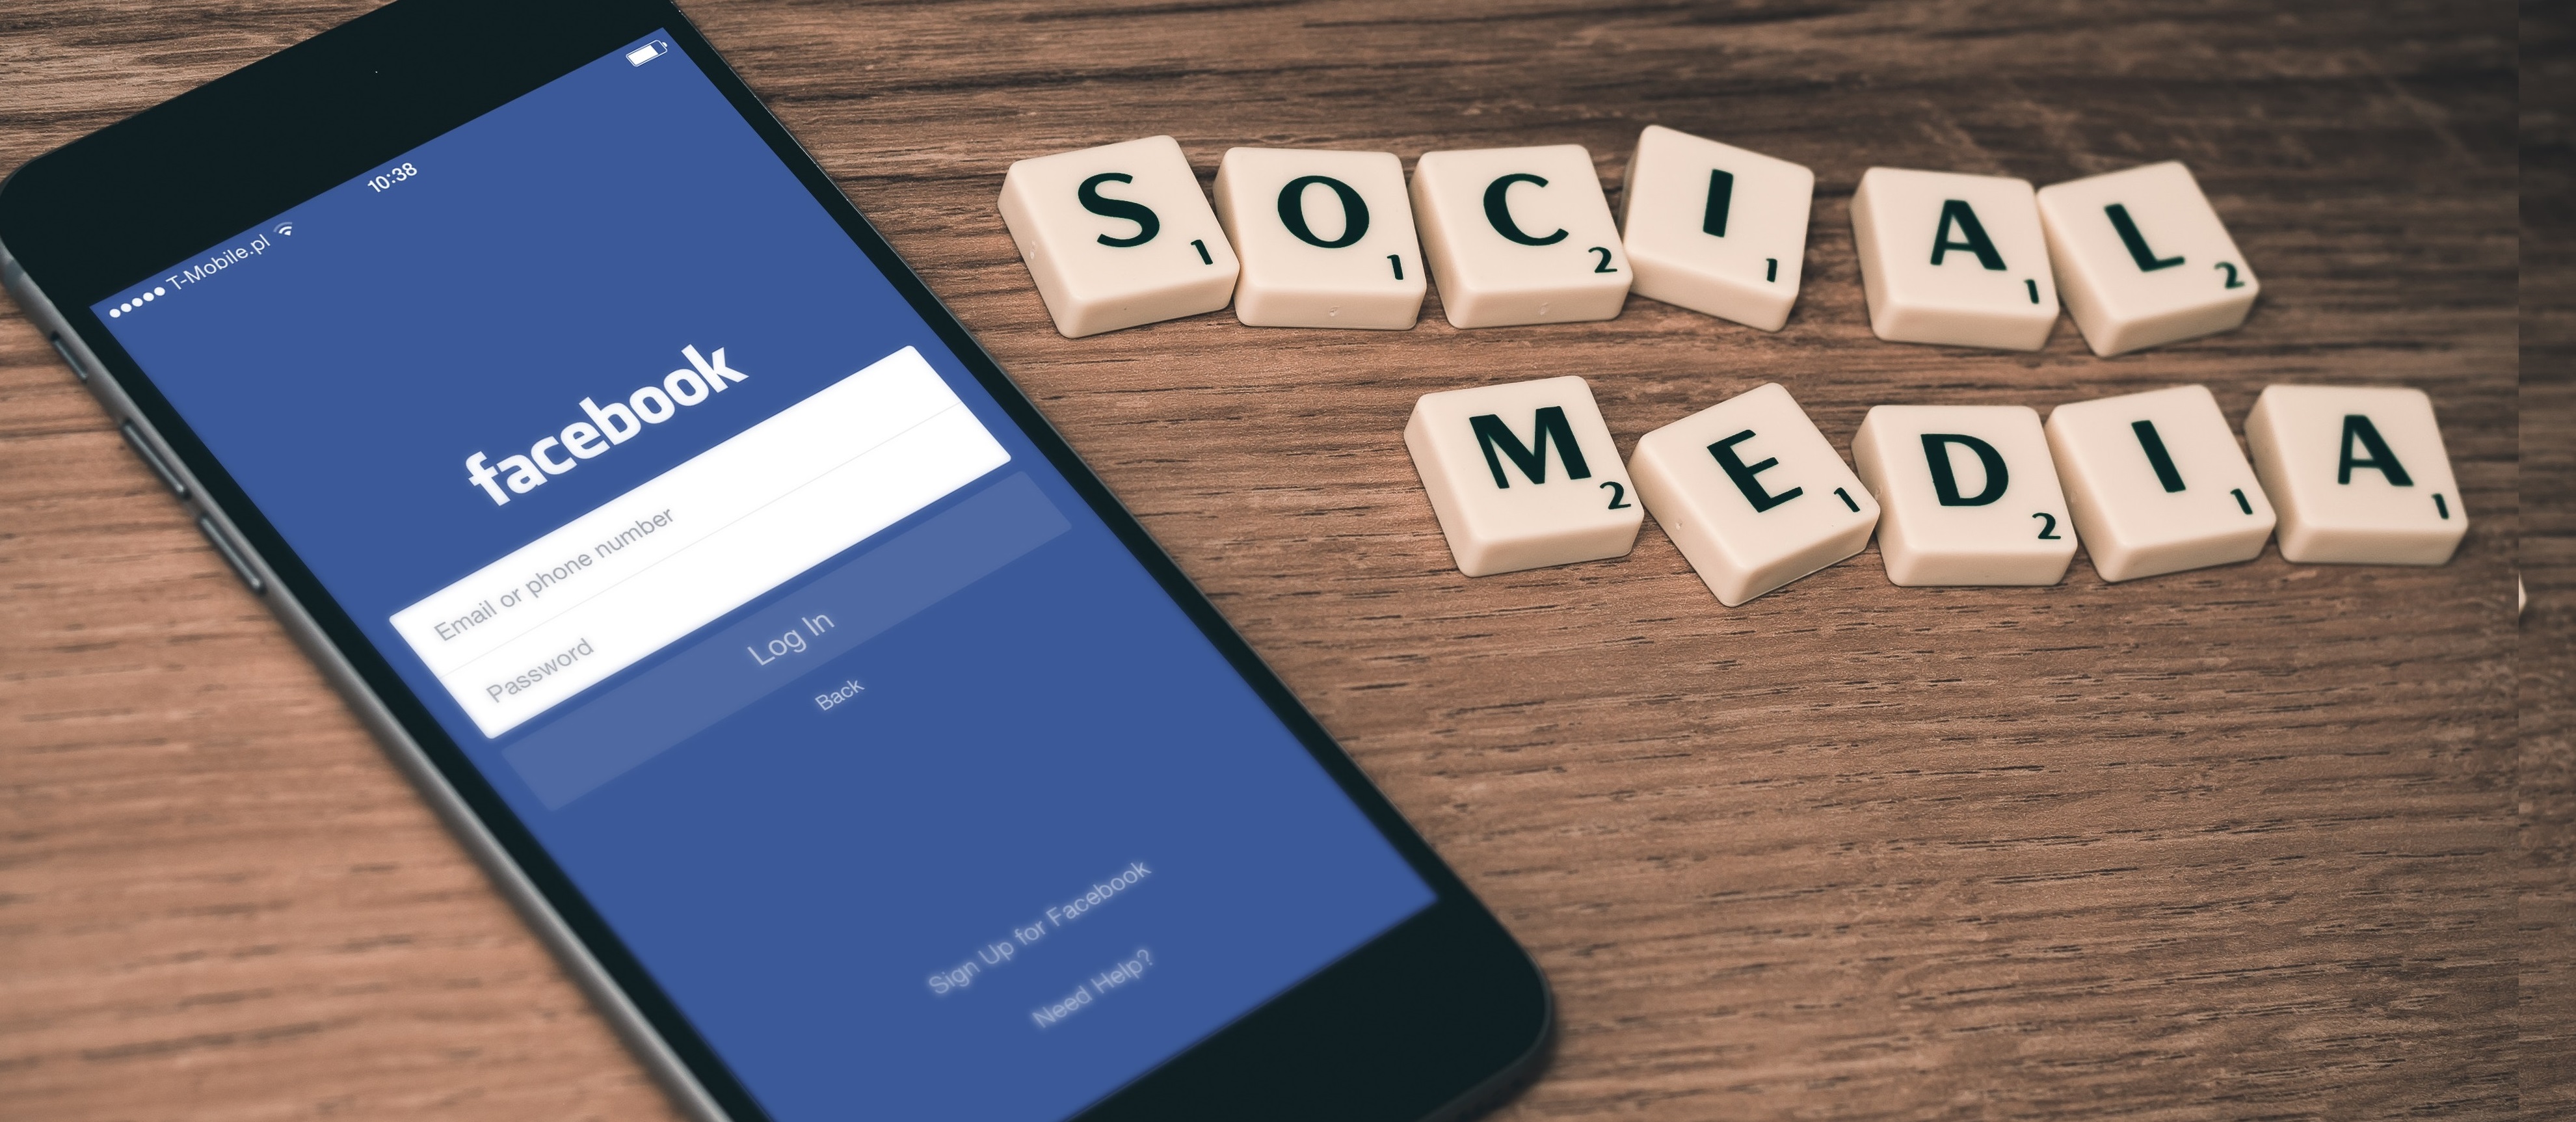 T-Mobile.pl 10:38
facebook
Email or phone number
Password
Log In
Back
Sign Up for Facebook
Need Help?
S1 O1 C2 I1 A1 L2
M2 E1 D2 I1 A1